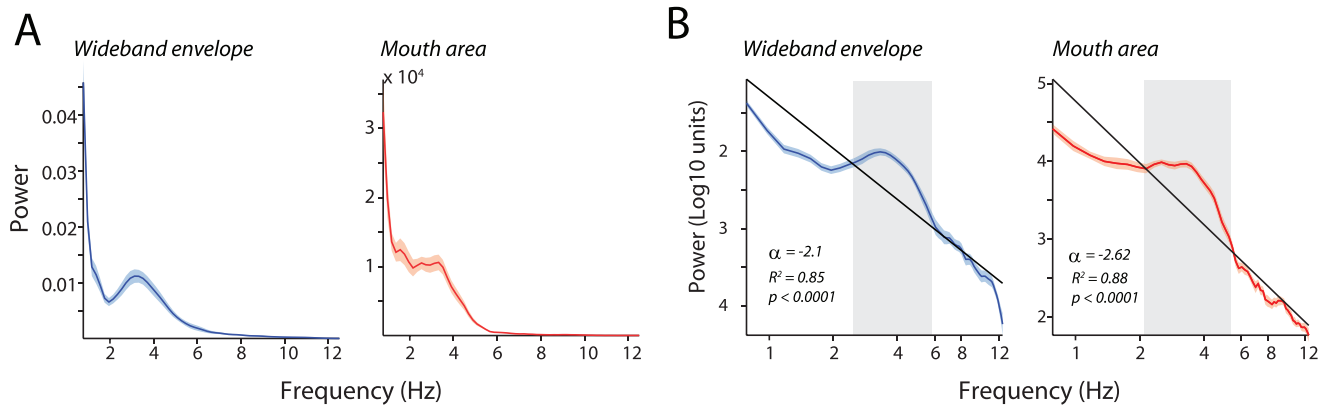 A
Wideband envelope
Mouth area
x 10⁴
Power
0.04
0.03
0.02
0.01
2 4 6 8 10 12
3
2
1
2 4 6 8 10 12
Frequency (Hz)
B
Wideband envelope
Mouth area
Power (Log10 units)
2
3
4
α = -2.1
R² = 0.85
p < 0.0001
1 2 4 6 8 12
5
4
3
2
α = -2.62
R² = 0.88
p < 0.0001
1 2 4 6 8 12
Frequency (Hz)